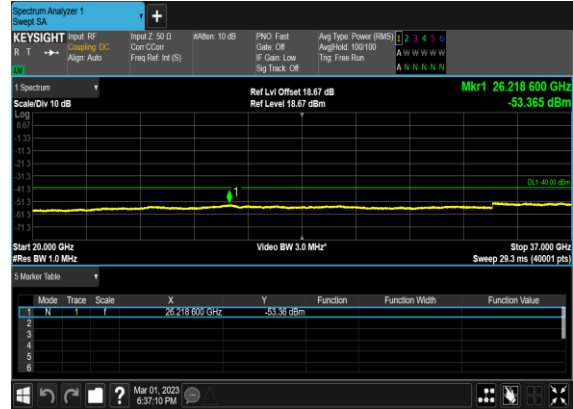 Spectrum Analyzer 1
Swept SA
KEYSIGHT Input: RF Input Z: 50 Ω #Atten: 10 dB PNO: Fast Avg Type: Power (RMS) 1 2 3 4 5 6
R T Coupling: DC Corr CCorr Gate: Off Avg|Hold: 100/100 A W W W W W
Align: Auto Freq Ref: Int (S) IF Gain: Low Trig: Free Run
Sig Track: Off A N N N N N
LM
1 Spectrum Ref Lvl Offset 18.67 dB Mkr1 26.218 600 GHz
Scale/Div 10 dB Ref Level 18.67 dBm -53.365 dBm
Log
8.67
-1.33
-11.3
-21.3
-31.3
DL1 -40.00 dBm
-41.3
1
-51.3
-61.3
-71.3
Start 20.000 GHz Video BW 3.0 MHz* Stop 37.000 GHz
#Res BW 1.0 MHz Sweep 29.3 ms (40001 pts)
5 Marker Table
Mode Trace Scale X Y Function Function Width Function Value
1 N 1 f 26.218 600 GHz -53.36 dBm
2
3
4
5
6
? Mar 01, 2023
6:37:10 PM